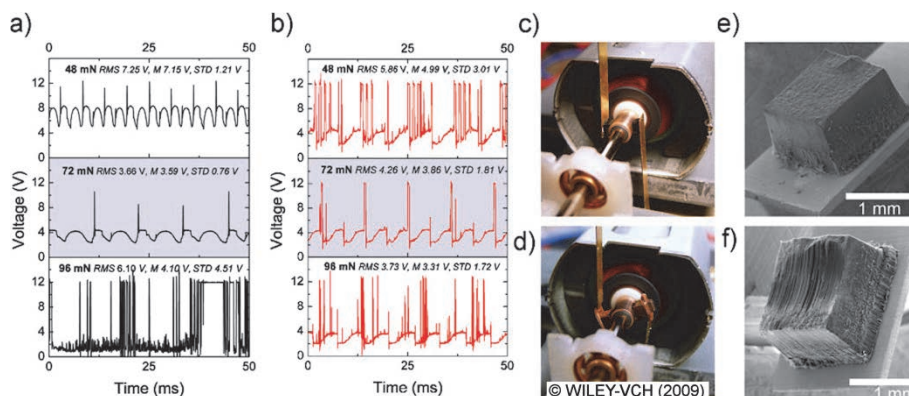 a)
0 25 50
48 mN RMS 7.25 V, M 7.15 V, STD 1.21 V
12
8
4
0
72 mN RMS 3.66 V, M 3.59 V, STD 0.76 V
12
8
4
0
96 mN RMS 6.10 V, M 4.10 V, STD 4.51 V
12
8
4
0
Voltage (V)
0 25 50
Time (ms)
b)
0 25 50
48 mN RMS 5.86 V, M 4.99 V, STD 3.01 V
12
8
4
0
72 mN RMS 4.26 V, M 3.86 V, STD 1.81 V
12
8
4
0
96 mN RMS 3.73 V, M 3.31 V, STD 1.72 V
12
8
4
0
Voltage (V)
0 25 50
Time (ms)
c)
d)
© WILEY-VCH (2009)
e)
1 mm
f)
1 mm